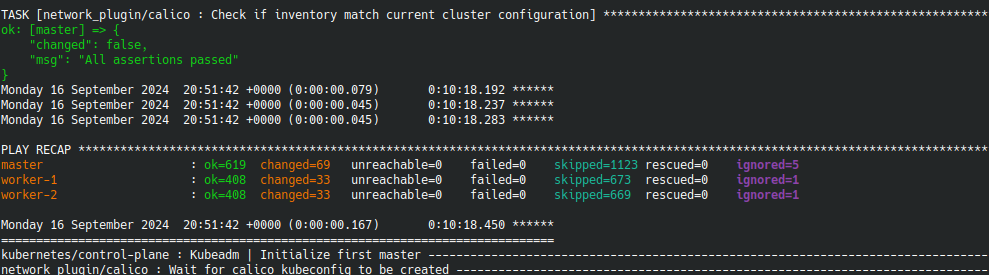 TASK [network_plugin/calico : Check if inventory match current cluster configuration] *******************************************************
ok: [master] => {
    "changed": false,
    "msg": "All assertions passed"
}
Monday 16 September 2024  20:51:42 +0000 (0:00:00.079)       0:10:18.192 ******
Monday 16 September 2024  20:51:42 +0000 (0:00:00.045)       0:10:18.237 ******
Monday 16 September 2024  20:51:42 +0000 (0:00:00.045)       0:10:18.283 ******
PLAY RECAP **********************************************************************************************************************************
master                     : ok=619  changed=69   unreachable=0    failed=0    skipped=1123 rescued=0    ignored=5
worker-1                   : ok=408  changed=33   unreachable=0    failed=0    skipped=673  rescued=0    ignored=1
worker-2                   : ok=408  changed=33   unreachable=0    failed=0    skipped=669  rescued=0    ignored=1
Monday 16 September 2024  20:51:42 +0000 (0:00:00.167)       0:10:18.450 ******
===============================================================================
kubernetes/control-plane : Kubeadm | Initialize first master --------------------------------------------------------------------------------
network_plugin/calico : Wait for calico kubeconfig to be created ----------------------------------------------------------------------------